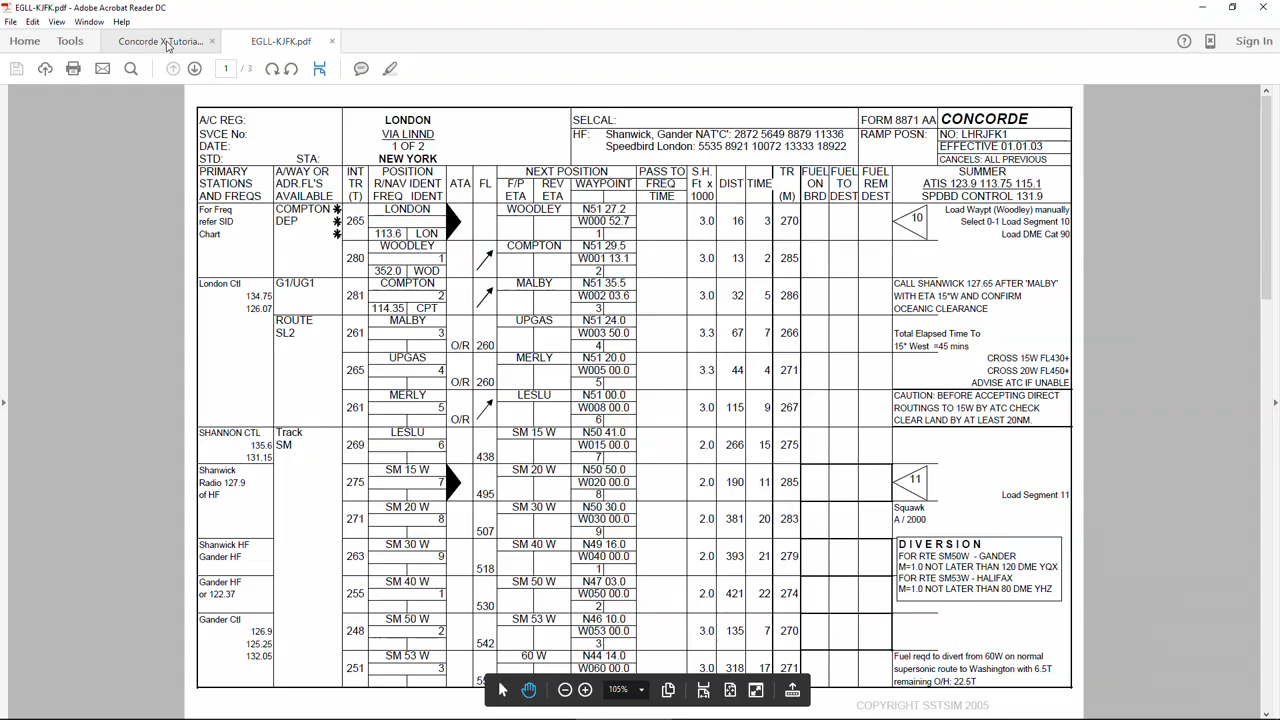 EGLL-KJFK.pdf - Adobe Acrobat Reader DC
File Edit View Window Help
Home Tools Concorde X Tutoria... × EGLL-KJFK.pdf × Sign In
1 / 3
A/C REG: LONDON SELCAL: FORM 8871 AA CONCORDE
SVCE No: VIA LINND HF: Shanwick, Gander NAT'C': 2872 5649 8879 11336 RAMP POSN: NO: LHRJFK1
DATE: 1 OF 2 Speedbird London: 5535 8921 10072 13333 18922 EFFECTIVE 01.01.03
STD: STA: NEW YORK CANCELS: ALL PREVIOUS
PRIMARY A/WAY OR INT POSITION NEXT POSITION PASS TO S.H. TR FUEL FUEL FUEL SUMMER
STATIONS ADR.FL'S TR R/NAV IDENT ATA FL F/P REV WAYPOINT FREQ Ft x DIST TIME ON TO REM ATIS 123.9 113.75 115.1
AND FREQS AVAILABLE (T) FREQ IDENT ETA ETA TIME 1000 (M) BRD DEST DEST SPDBD CONTROL 131.9
For Freq COMPTON * LONDON WOODLEY N51 27.2 Load Waypt (Woodley) manually
refer SID DEP * 265 W000 52.7 3.0 16 3 270 10 Select 0-1 Load Segment 10
Chart * 113.6 LON 1 Load DME Cat 90
WOODLEY COMPTON N51 29.5
280 1 W001 13.1 3.0 13 2 285
352.0 WOD 2
London Ctl G1/UG1 COMPTON MALBY N51 35.5 CALL SHANWICK 127.65 AFTER 'MALBY'
134.75 281 2 W002 03.6 3.0 32 5 286 WITH ETA 15*W AND CONFIRM
126.07 114.35 CPT 3 OCEANIC CLEARANCE
ROUTE MALBY UPGAS N51 24.0
SL2 261 3 W003 50.0 3.3 67 7 266 Total Elapsed Time To
O/R 260 4 15* West =45 mins
UPGAS MERLY N51 20.0 CROSS 15W FL430+
265 4 W005 00.0 3.3 44 4 271 CROSS 20W FL450+
O/R 260 5 ADVISE ATC IF UNABLE
MERLY LESLU N51 00.0 CAUTION: BEFORE ACCEPTING DIRECT
261 5 W008 00.0 3.0 115 9 267 ROUTINGS TO 15W BY ATC CHECK
O/R 6 CLEAR LAND BY AT LEAST 20NM.
SHANNON CTL Track LESLU SM 15 W N50 41.0
135.6 SM 269 6 W015 00.0 2.0 266 15 275
131.15 438 7
Shanwick SM 15 W SM 20 W N50 50.0
Radio 127.9 275 7 W020 00.0 2.0 190 11 285 11
of HF 495 8 Load Segment 11
SM 20 W SM 30 W N50 30.0 Squawk
271 8 W030 00.0 2.0 381 20 283 A / 2000
507 9
Shanwick HF SM 30 W SM 40 W N49 16.0 DIVERSION
Gander HF 263 9 W040 00.0 2.0 393 21 279 FOR RTE SM50W - GANDER
518 1 M=1.0 NOT LATER THAN 120 DME YQX
Gander HF SM 40 W SM 50 W N47 03.0 FOR RTE SM53W - HALIFAX
or 122.37 255 1 W050 00.0 2.0 421 22 274 M=1.0 NOT LATER THAN 80 DME YHZ
530 2
Gander Ctl SM 50 W SM 53 W N46 10.0
126.9 248 2 W053 00.0 3.0 135 7 270
125.25 542 3
132.05 SM 53 W 60 W N44 14.0 Fuel reqd to divert from 60W on normal
251 3 W060 00.0 3.0 318 17 271 supersonic route to Washington with 6.5T
remaining O/H: 22.5T
105%
COPYRIGHT SSTSIM 2005